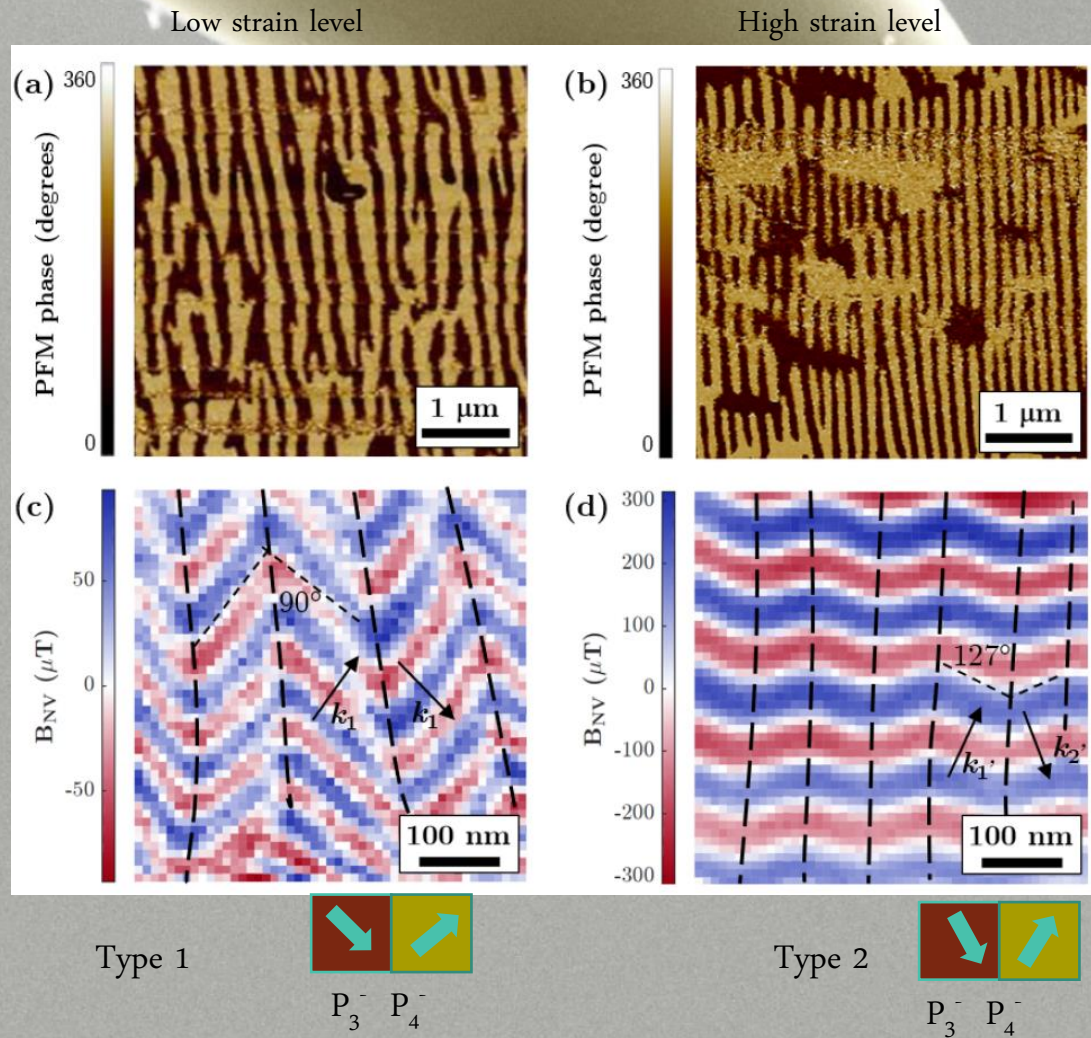 Low strain level
High strain level
(a)
360
PFM phase (degrees)
0
1 μm
(b)
360
PFM phase (degree)
0
1 μm
(c)
50
0
-50
B_NV (μT)
90°
k₁
k₁
100 nm
(d)
300
200
100
0
-100
-200
-300
B_NV (μT)
127°
k₁'
k₂'
100 nm
Type 1
P₃⁻ P₄⁻
Type 2
P₃⁻ P₄⁻